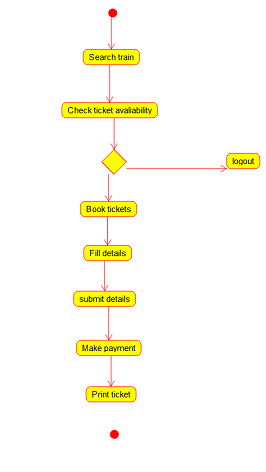 Search train
Check ticket avaliability
logout
Book tickets
Fill details
submit details
Make payment
Print ticket